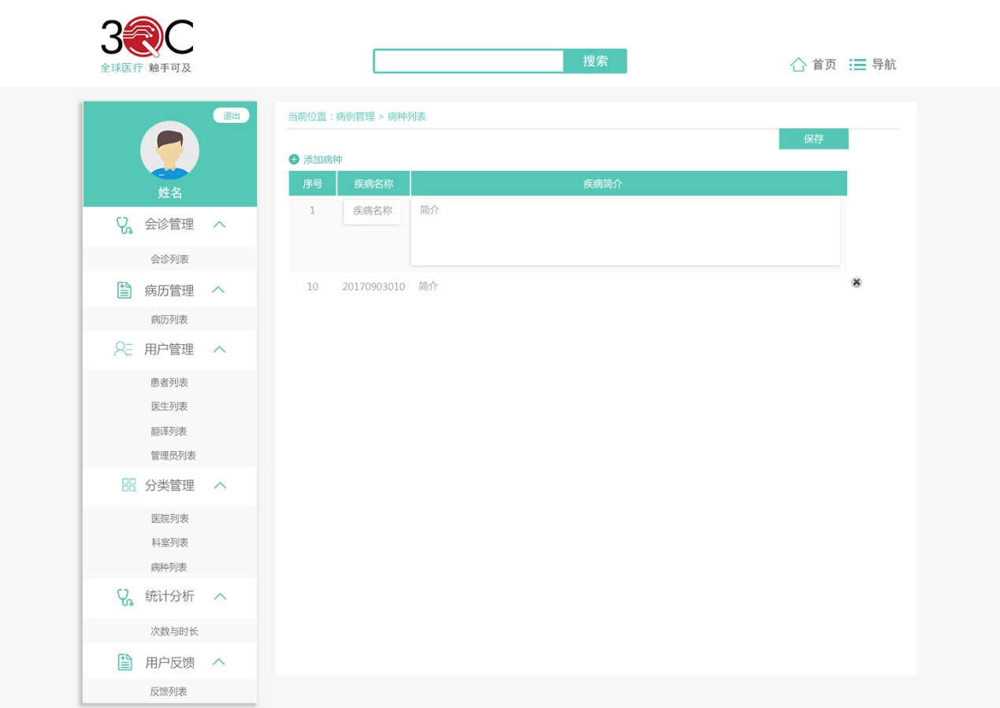 3QC
全球医疗 触手可及
搜索
首页 导航
退出
姓名
会诊管理
会诊列表
病历管理
病历列表
用户管理
患者列表
医生列表
翻译列表
管理员列表
分类管理
医院列表
科室列表
病种列表
统计分析
次数与时长
用户反馈
反馈列表
当前位置：病例管理 > 病种列表
保存
添加病种
序号 疾病名称 疾病简介
1 疾病名称 简介
10 20170903010 简介